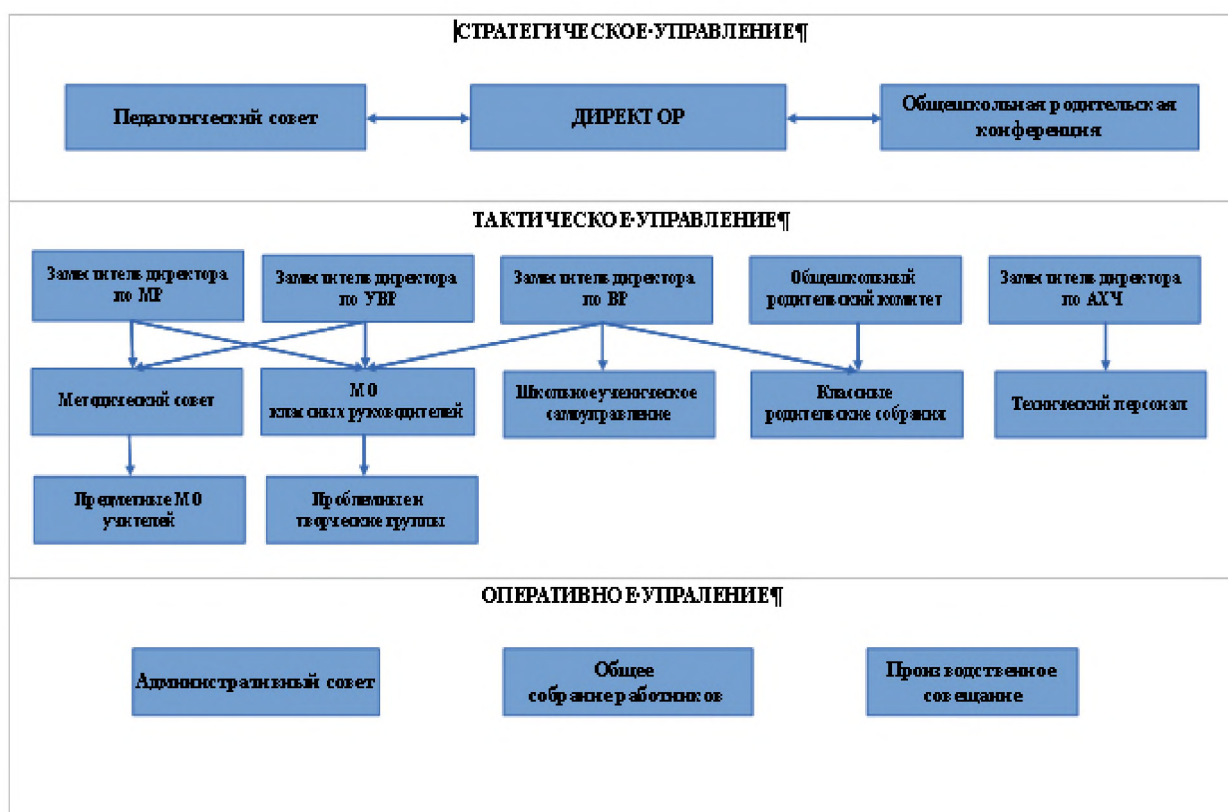 СТРАТЕГИЧЕСКОЕ·УПРАВЛЕНИЕ¶
Педагогический совет
ДИРЕКТОР
Общешкольная родительская
конференция
ТАКТИЧЕСКОЕ·УПРАВЛЕНИЕ¶
Заместитель директора
по МР
Заместитель директора
по УВР
Заместитель директора
по ВР
Общешкольный
родительский комитет
Заместитель директора
по АХЧ
Методический совет
МО
классных руководителей
Школьное ученическое
самоуправление
Классные
родительские собрания
Технический персонал
Предметные МО
учителей
Проблемные и
творческие группы
ОПЕРАТИВНОЕ·УПРАЛЕНИЕ¶
Административный совет
Общее
собрание работников
Производственное
совещание